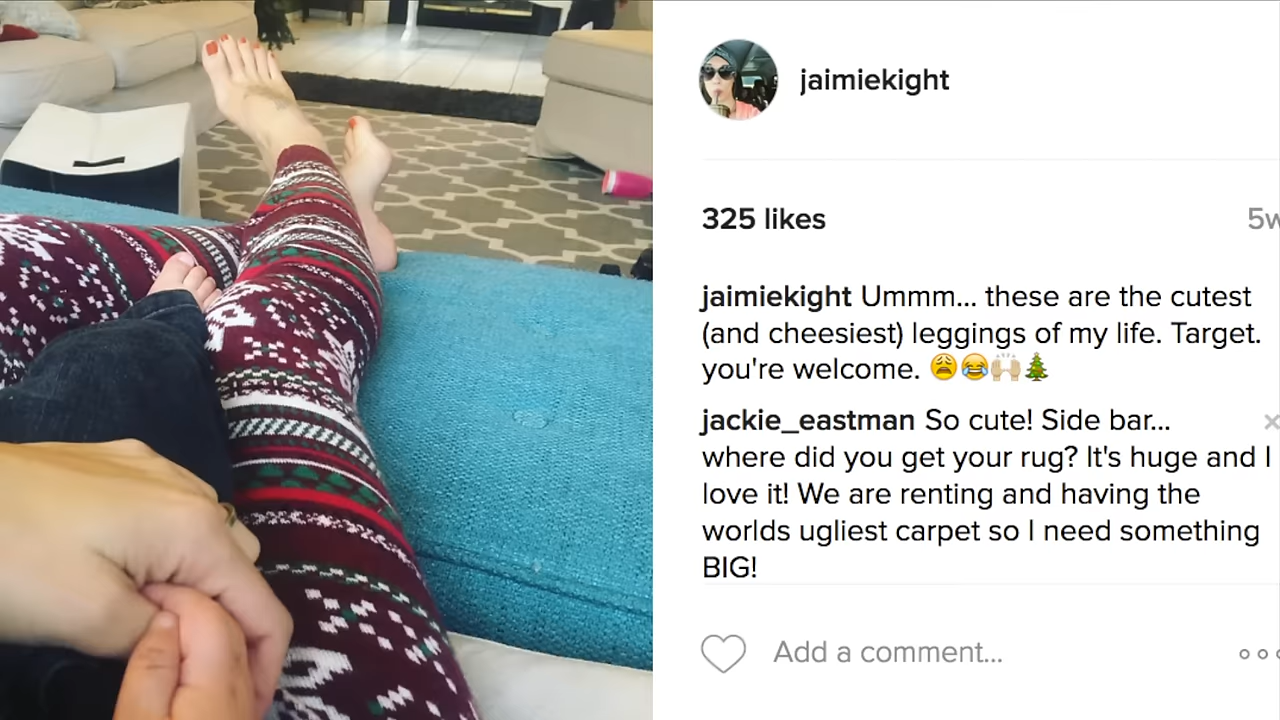 jaimiekight
325 likes
5w
jaimiekight Ummm... these are the cutest
(and cheesiest) leggings of my life. Target.
you're welcome. 😩😂🙌🏼🎄
jackie_eastman So cute! Side bar...
where did you get your rug? It's huge and I
love it! We are renting and having the
worlds ugliest carpet so I need something
BIG!
Add a comment...